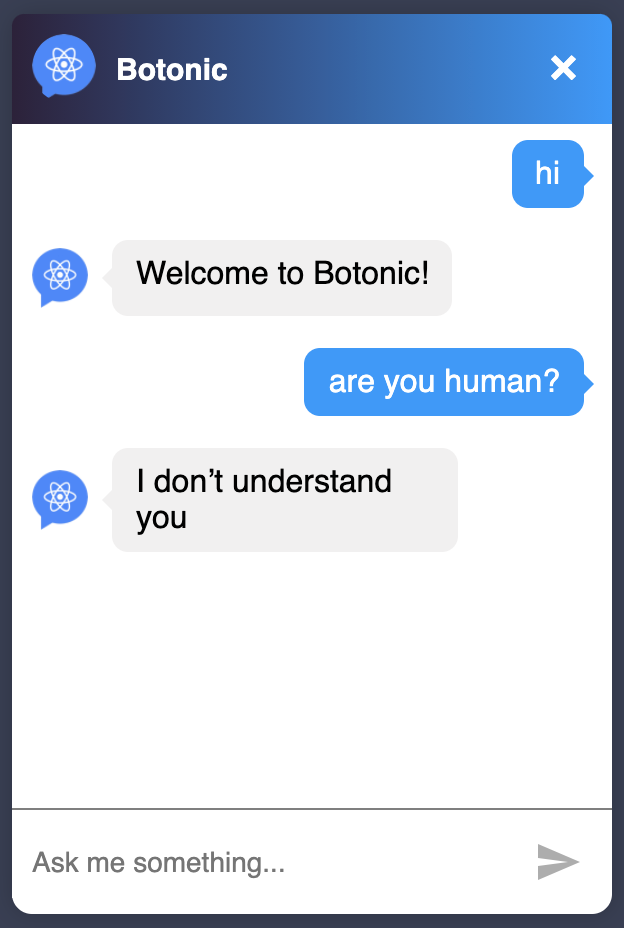 Botonic
hi
Welcome to Botonic!
are you human?
I don’t understand
you
Ask me something...